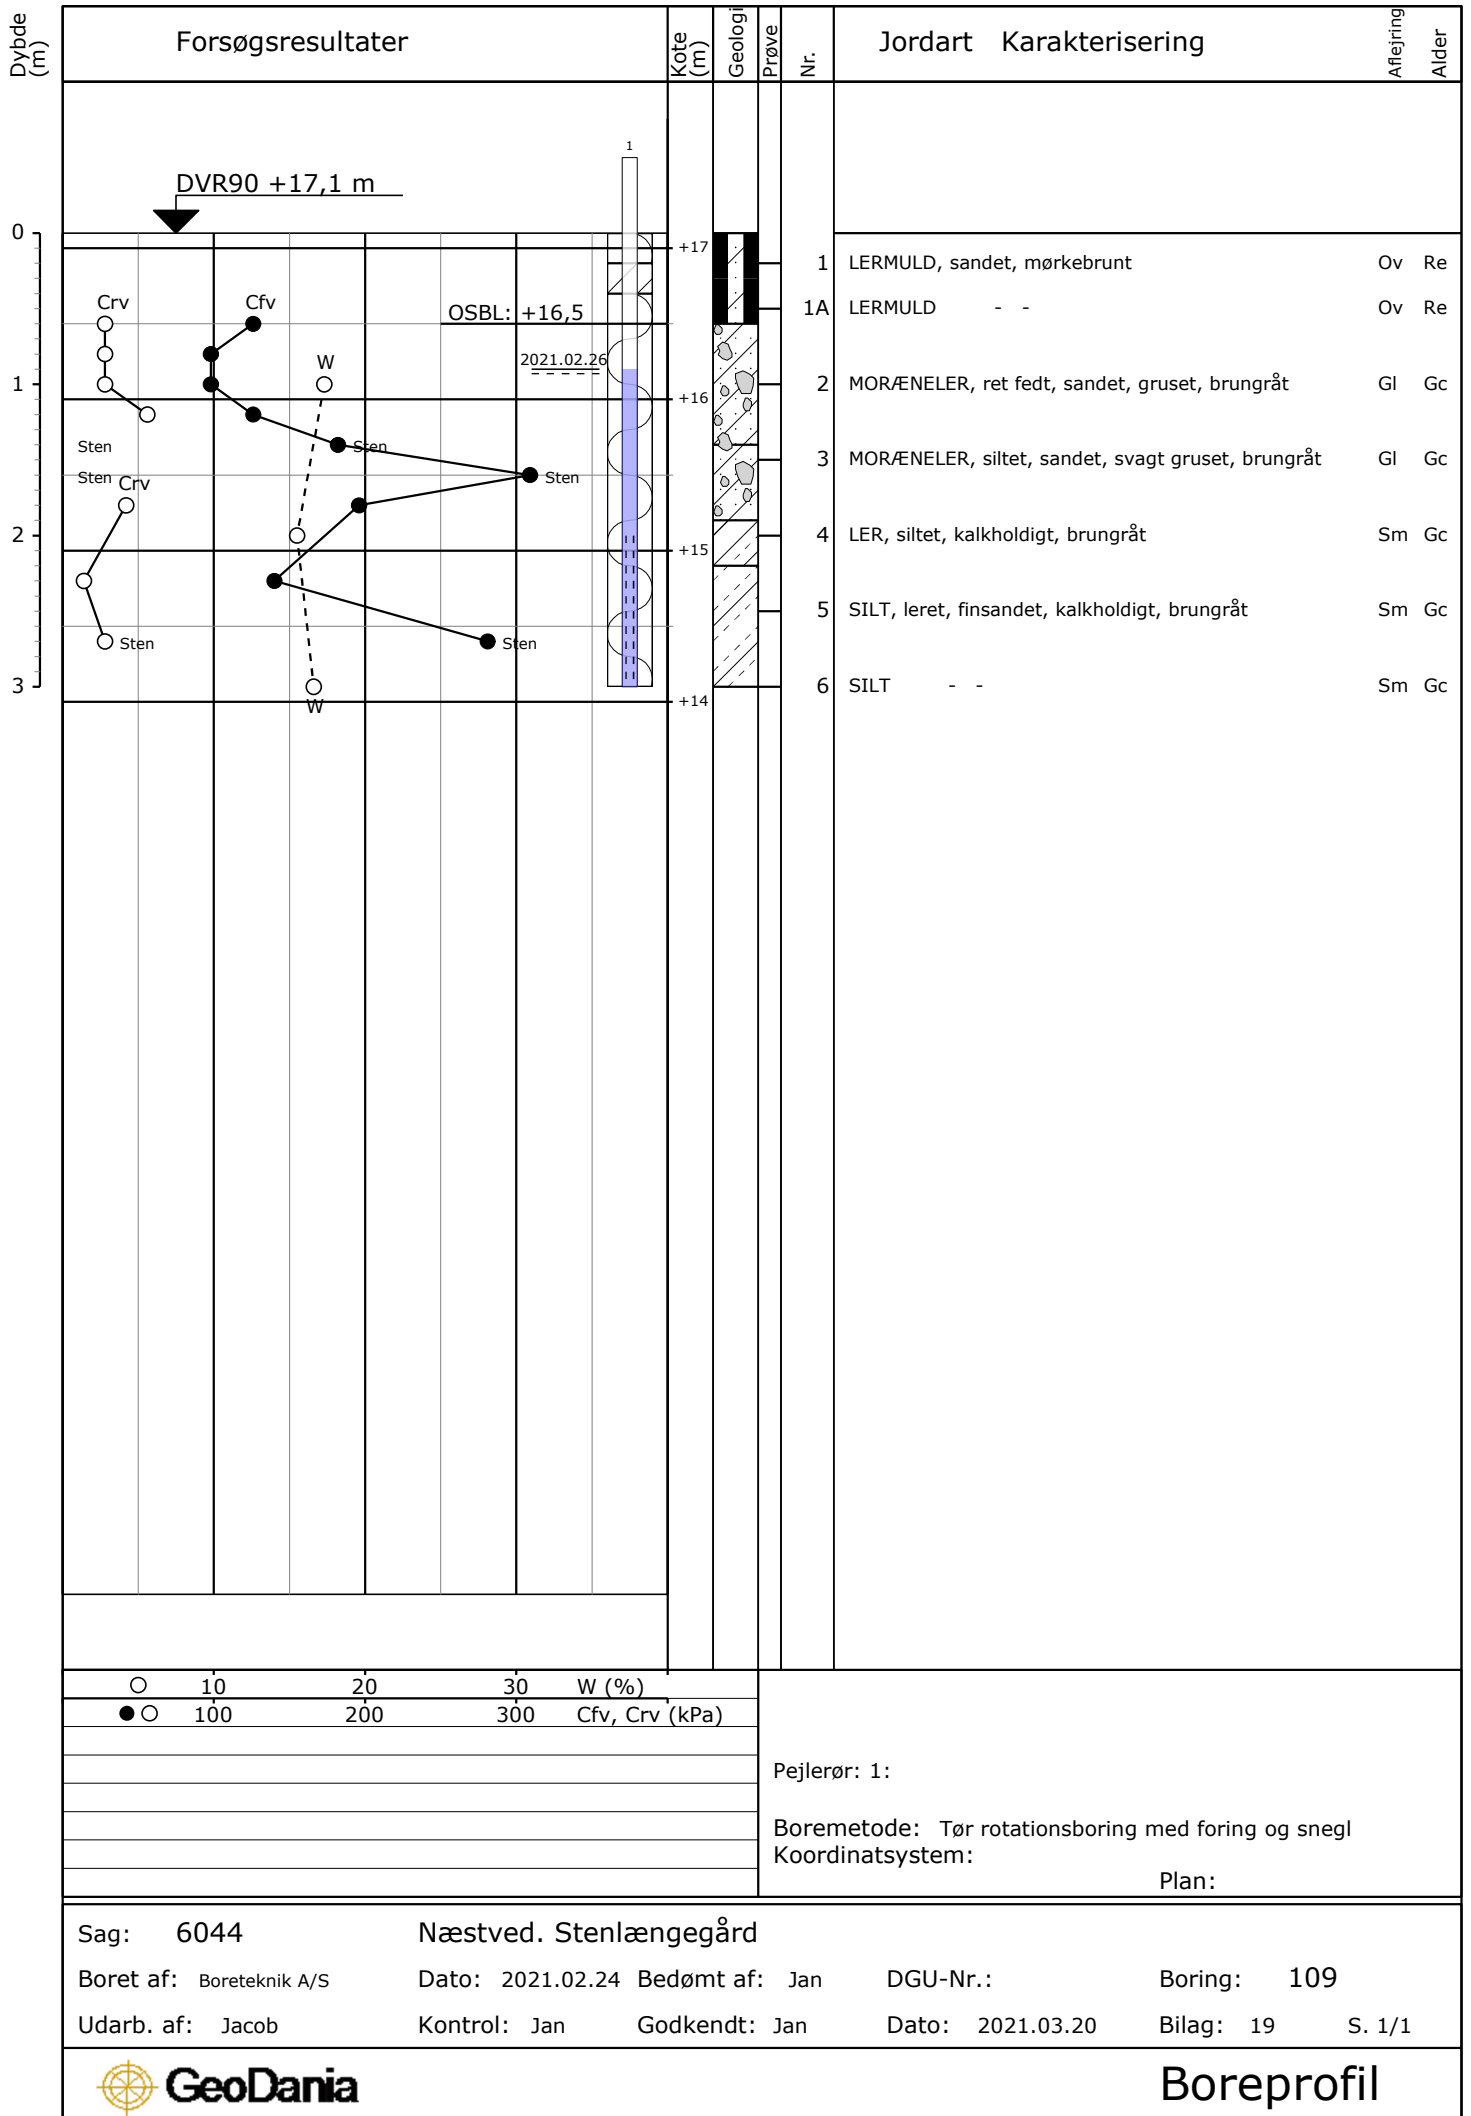 Dybde (m)
Forsøgsresultater
Kote (m)
Geologi
Prøve
Nr.
Jordart Karakterisering
Aflejring
Alder
1
DVR90 +17,1 m
0
+17
1 LERMULD, sandet, mørkebrunt Ov Re
Crv Cfv OSBL: +16,5
1A LERMULD - - Ov Re
W 2021.02.26
1
+16
2 MORÆNELER, ret fedt, sandet, gruset, brungråt Gl Gc
Sten Sten
3 MORÆNELER, siltet, sandet, svagt gruset, brungråt Gl Gc
Sten Crv Sten
2
+15
4 LER, siltet, kalkholdigt, brungråt Sm Gc
5 SILT, leret, finsandet, kalkholdigt, brungråt Sm Gc
Sten Sten
3
W
+14
6 SILT - - Sm Gc
10 20 30 W (%)
100 200 300 Cfv, Crv (kPa)
Pejlerør: 1:
Boremetode: Tør rotationsboring med foring og snegl
Koordinatsystem:
Plan:
Sag: 6044 Næstved. Stenlængegård
Boret af: Boreteknik A/S Dato: 2021.02.24 Bedømt af: Jan DGU-Nr.: Boring: 109
Udarb. af: Jacob Kontrol: Jan Godkendt: Jan Dato: 2021.03.20 Bilag: 19 S. 1/1
GeoDania Boreprofil